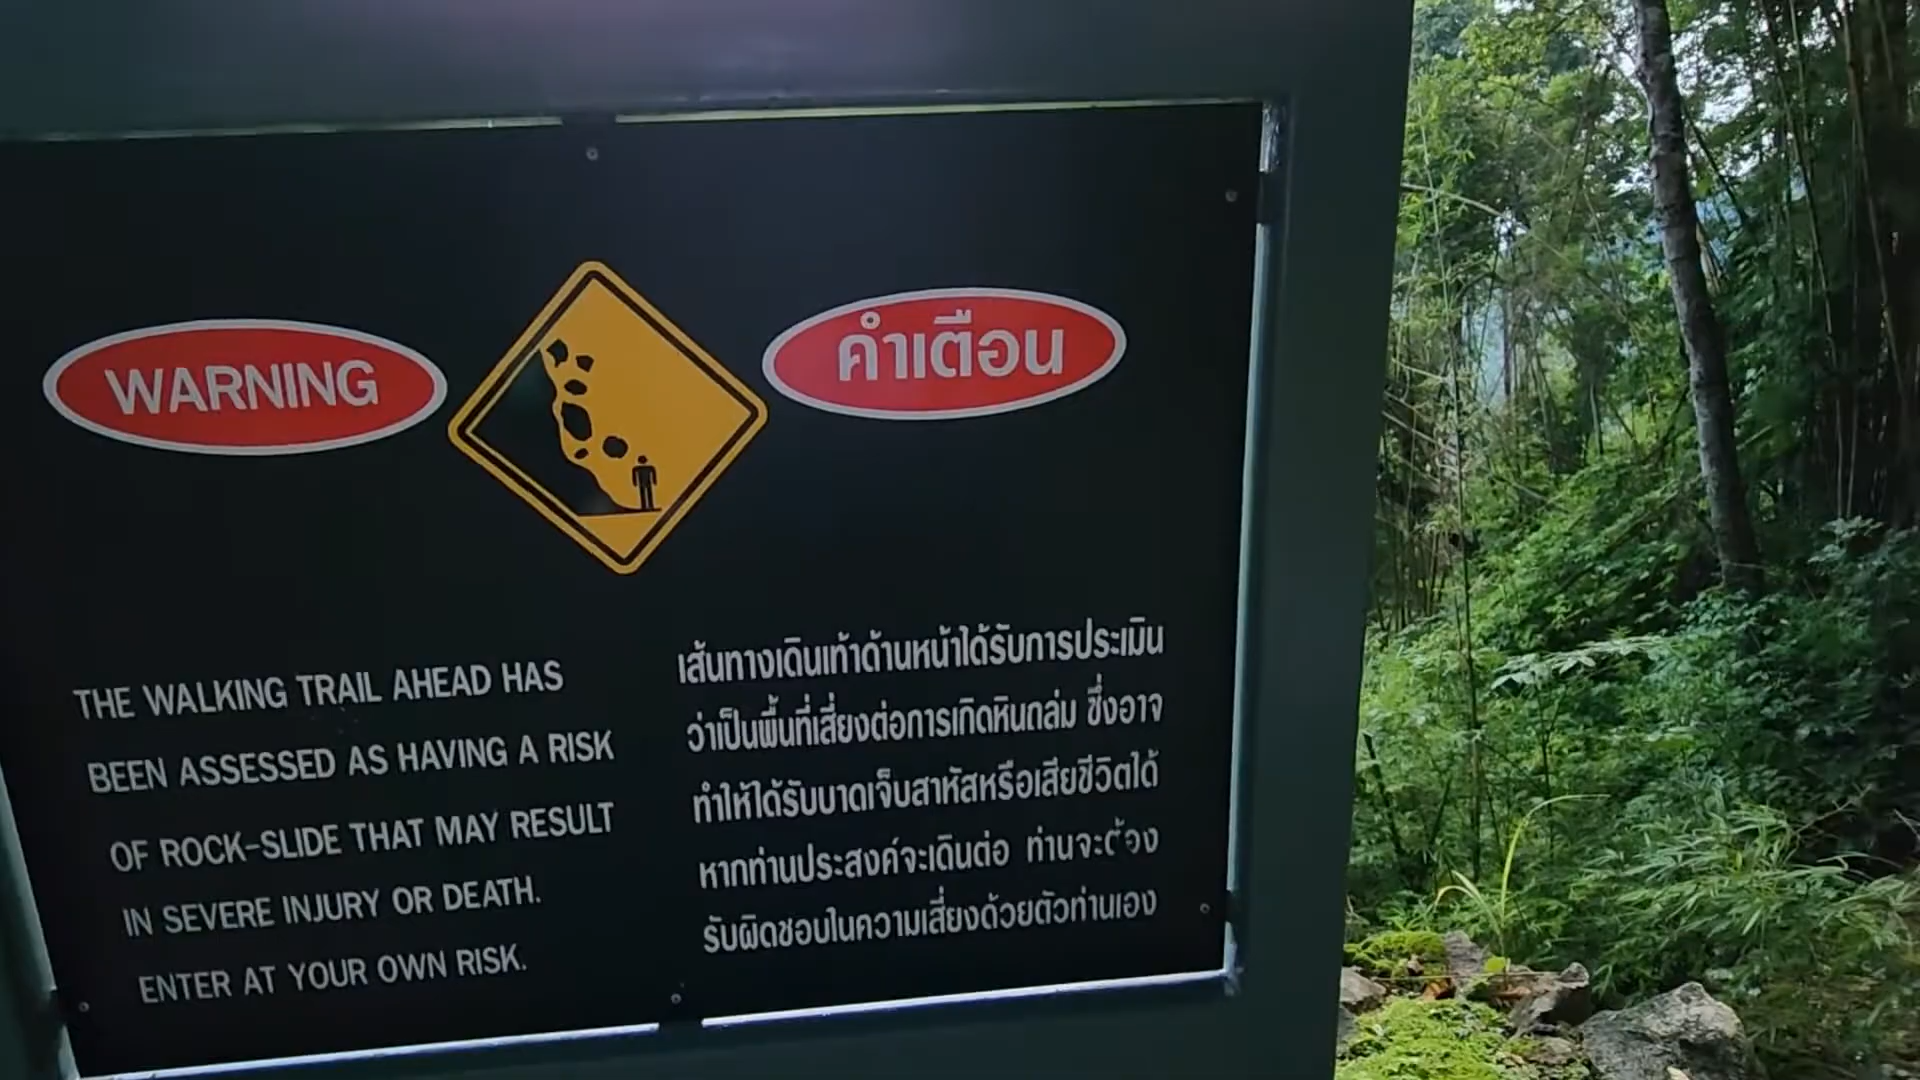 WARNING
คำเตือน
THE WALKING TRAIL AHEAD HAS
BEEN ASSESSED AS HAVING A RISK
OF ROCK-SLIDE THAT MAY RESULT
IN SEVERE INJURY OR DEATH.
ENTER AT YOUR OWN RISK.
เส้นทางเดินเท้าด้านหน้าได้รับการประเมิน
ว่าเป็นพื้นที่เสี่ยงต่อการเกิดหินถล่ม ซึ่งอาจ
ทำให้ได้รับบาดเจ็บสาหัสหรือเสียชีวิตได้
หากท่านประสงค์จะเดินต่อ ท่านจะต้อง
รับผิดชอบในความเสี่ยงด้วยตัวท่านเอง